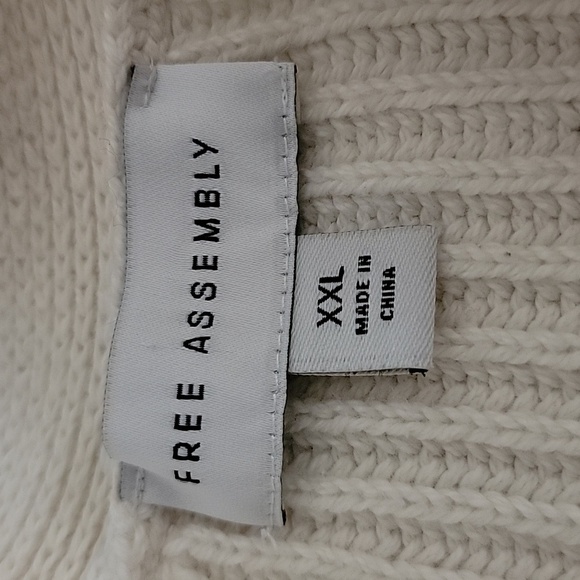 FREE ASSEMBLY
XXL
MADE IN
CHINA